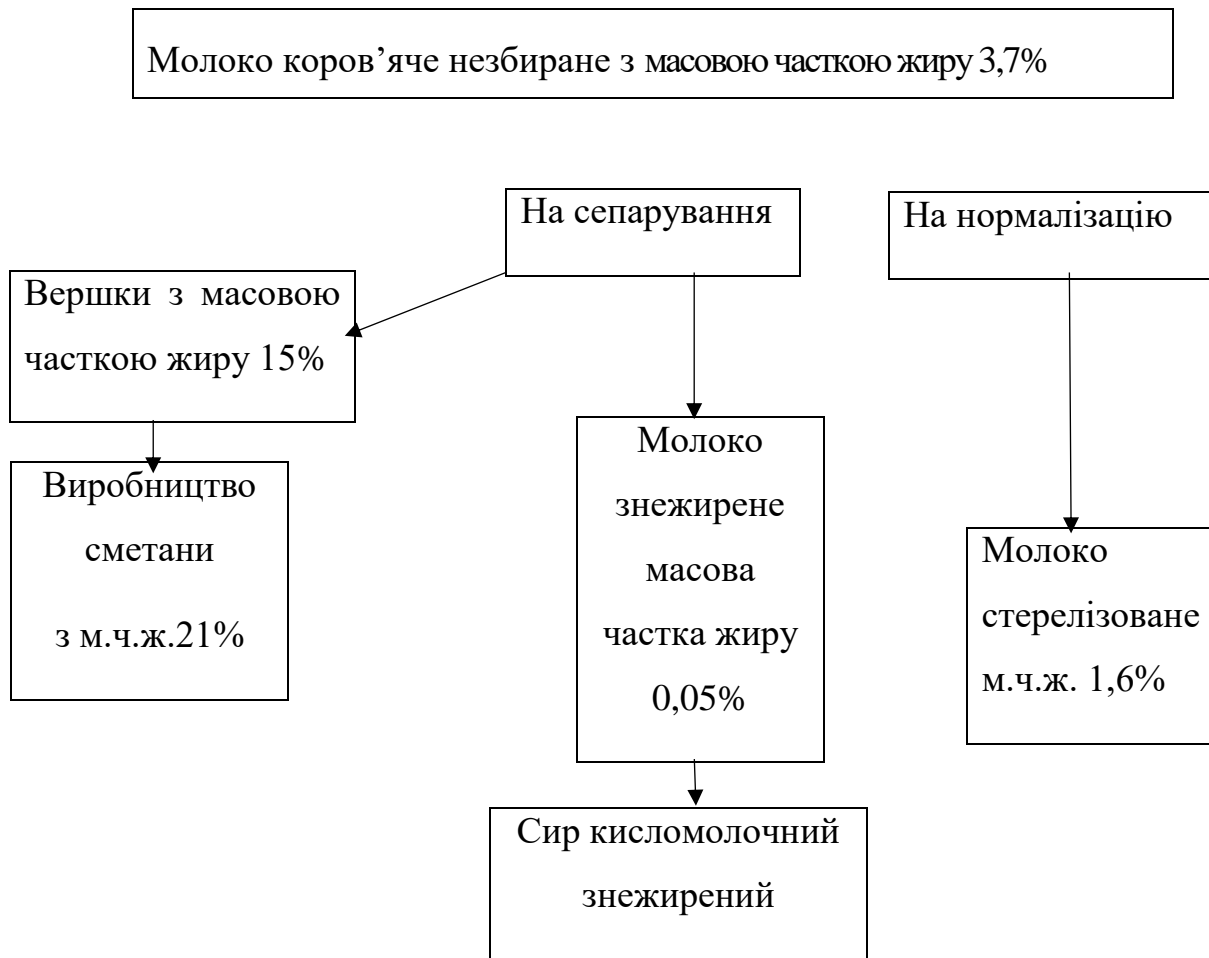 Молоко коров’яче незбиране з масовою часткою жиру 3,7%
На сепарування
На нормалізацію
Вершки з масовою
часткою жиру 15%
Виробництво
сметани
з м.ч.ж.21%
Молоко
знежирене
масова
частка жиру
0,05%
Молоко
стерелізоване
м.ч.ж. 1,6%
Сир кисломолочний
знежирений